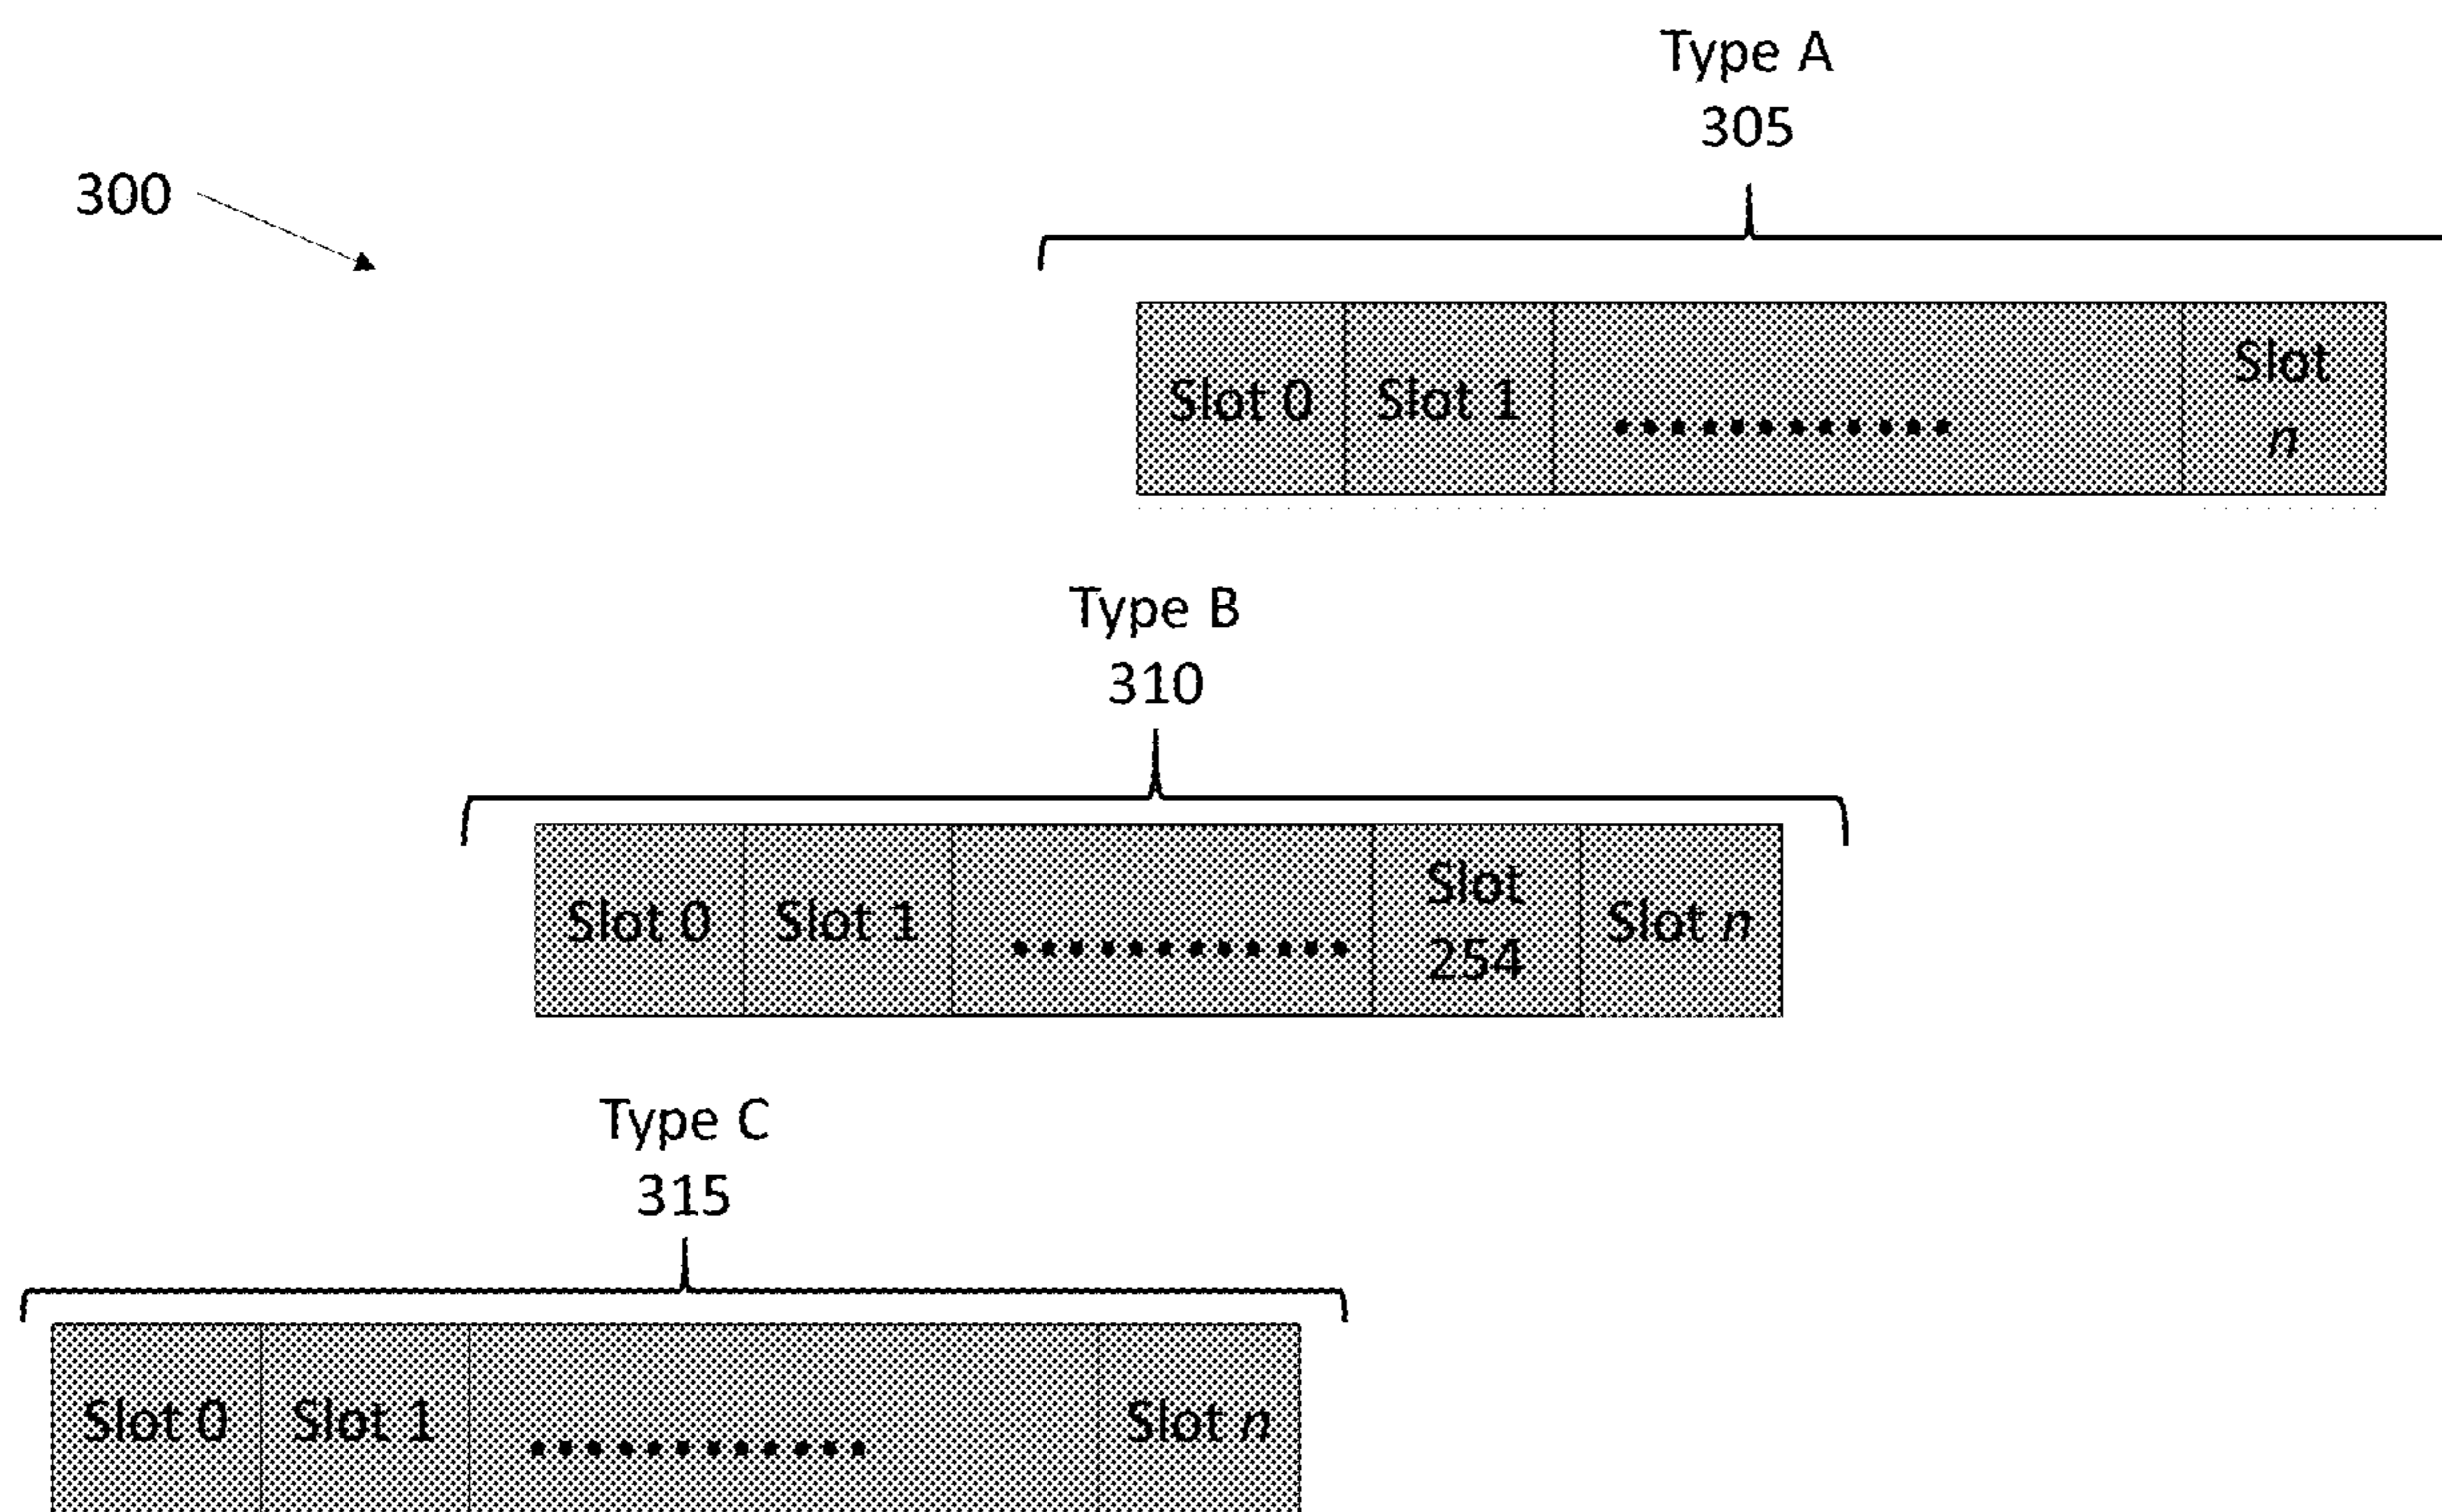 Type A
305
300
Slot 0 Slot 1 ............ Slot
n
Type B
310
Slot 0 Slot 1 ............ Slot
254
Slot n
Type C
315
Slot 0 Slot 1 ............ Slot n